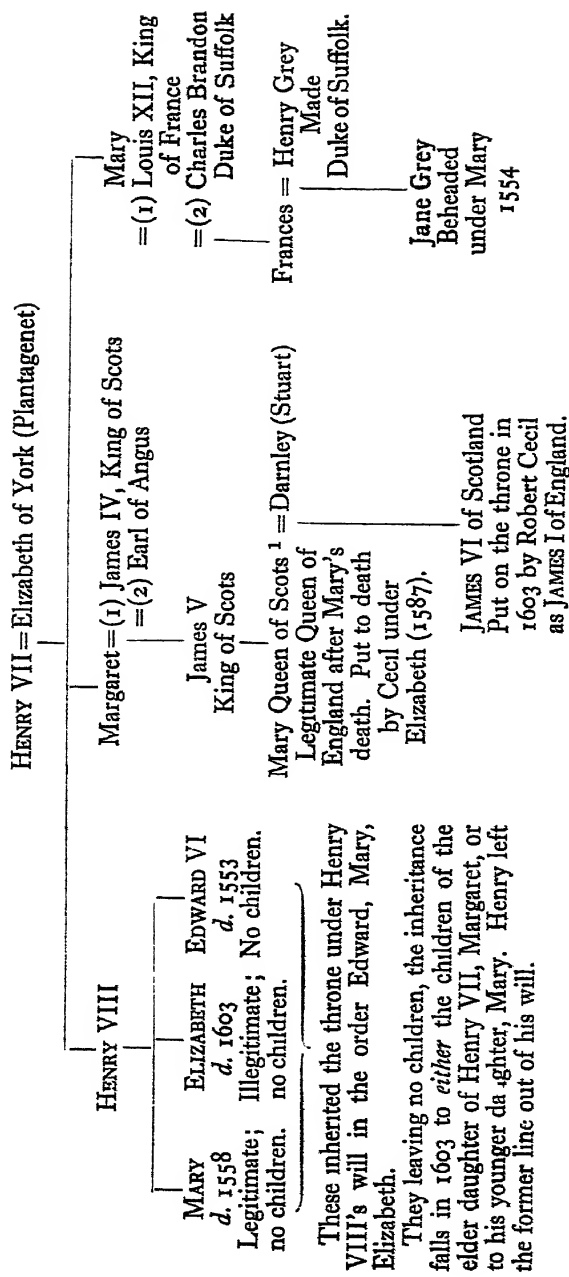 HENRY VII = Elizabeth of York (Plantagenet)
HENRY VIII
MARY
d. 1558
Legitimate;
no children.
ELIZABETH
d. 1603
Illegitimate;
no children.
EDWARD VI
d. 1553
No children.
These inherited the throne under Henry
VIII's will in the order Edward, Mary,
Elizabeth.
They leaving no children, the inheritance
falls in 1603 to either the children of the
elder daughter of Henry VII, Margaret, or
to his younger da ghter, Mary. Henry left
the former line out of his will.
Margaret = (1) James IV, King of Scots
= (2) Earl of Angus
James V
King of Scots
Mary Queen of Scots 1 = Darnley (Stuart)
Legitimate Queen of
England after Mary's
death. Put to death
by Cecil under
Elizabeth (1587).
JAMES VI of Scotland
Put on the throne in
1603 by Robert Cecil
as JAMES I of England.
Mary
= (1) Louis XII, King
of France
= (2) Charles Brandon
Duke of Suffolk
Frances = Henry Grey
Made
Duke of Suffolk.
Jane Grey
Beheaded
under Mary
1554